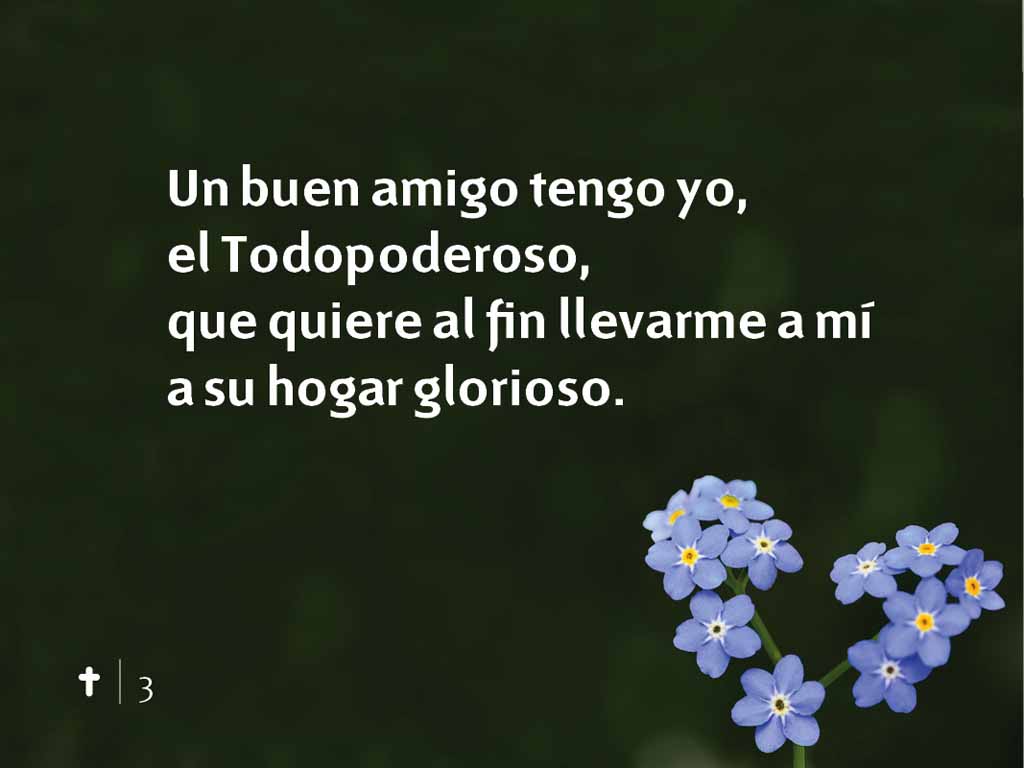 Un buen amigo tengo yo,
el Todopoderoso,
que quiere al fin llevarme a mí
a su hogar glorioso.
3